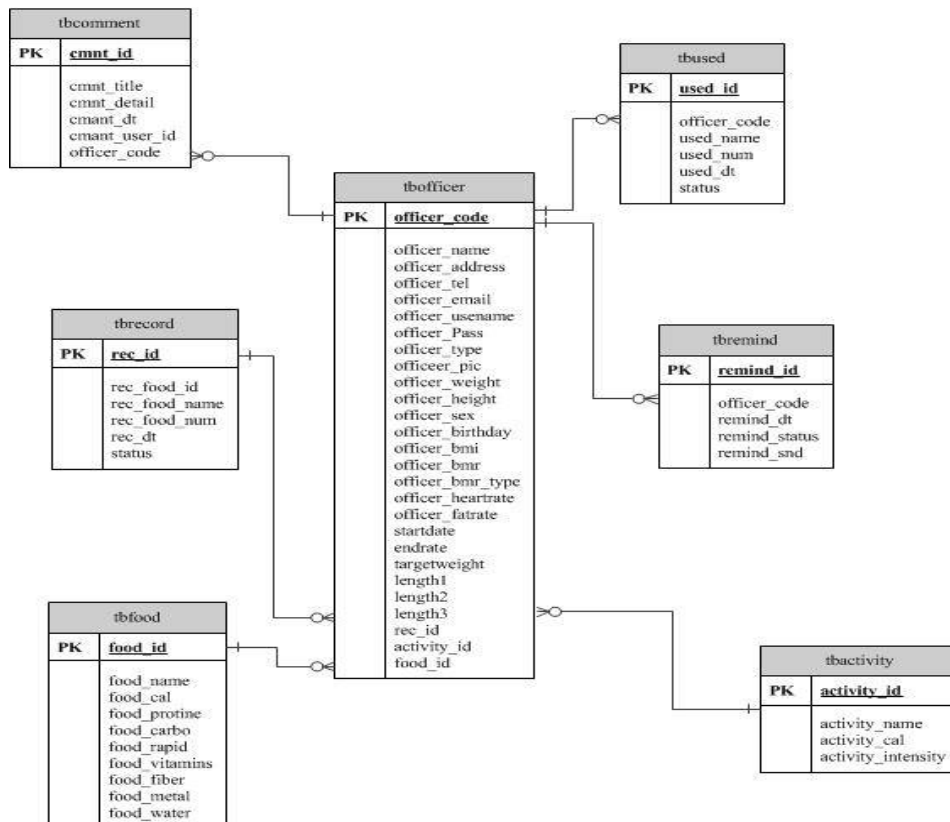 tbcomment
PK cmnt_id
cmnt_title
cmnt_detail
cmant_dt
cmant_user_id
officer_code
tbused
PK used_id
officer_code
used_name
used_num
used_dt
status
tbofficer
PK officer_code
officer_name
officer_address
officer_tel
officer_email
officer_usename
officer_Pass
officer_type
officeer_pic
officer_weight
officer_height
officer_sex
officer_birthday
officer_bmi
officer_bmr
officer_bmr_type
officer_heartrate
officer_fatrate
startdate
endrate
targetweight
length1
length2
length3
rec_id
activity_id
food_id
tbrecord
PK rec_id
rec_food_id
rec_food_name
rec_food_num
rec_dt
status
tbremind
PK remind_id
officer_code
remind_dt
remind_status
remind_snd
tbfood
PK food_id
food_name
food_cal
food_protine
food_carbo
food_rapid
food_vitamins
food_fiber
food_metal
food_water
tbactivity
PK activity_id
activity_name
activity_cal
activity_intensity